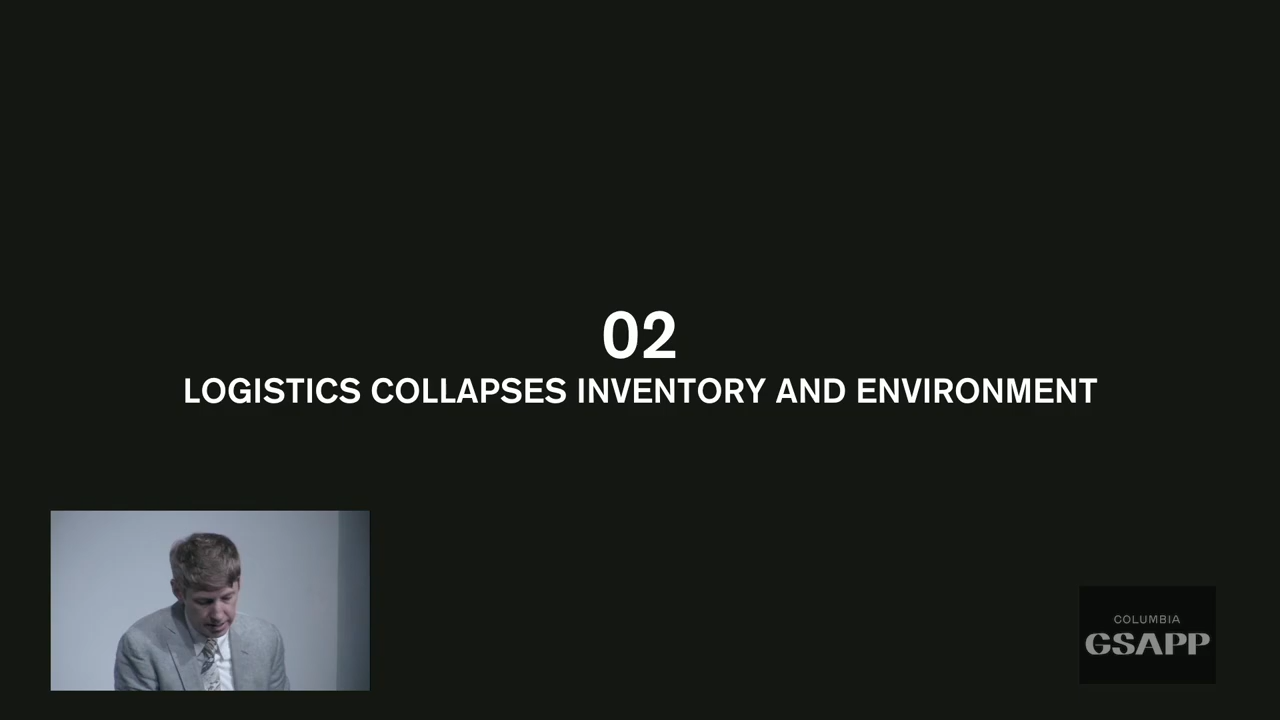 02
LOGISTICS COLLAPSES INVENTORY AND ENVIRONMENT
COLUMBIA
GSAPP